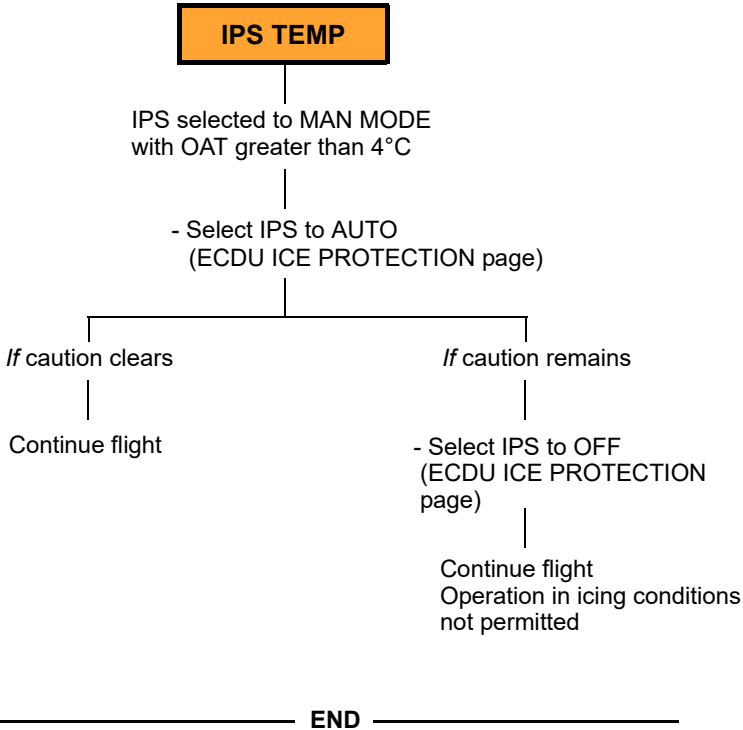 IPS TEMP
IPS selected to MAN MODE
with OAT greater than 4°C
- Select IPS to AUTO
(ECDU ICE PROTECTION page)
If caution clears
Continue flight
If caution remains
- Select IPS to OFF
(ECDU ICE PROTECTION
page)
Continue flight
Operation in icing conditions
not permitted
END